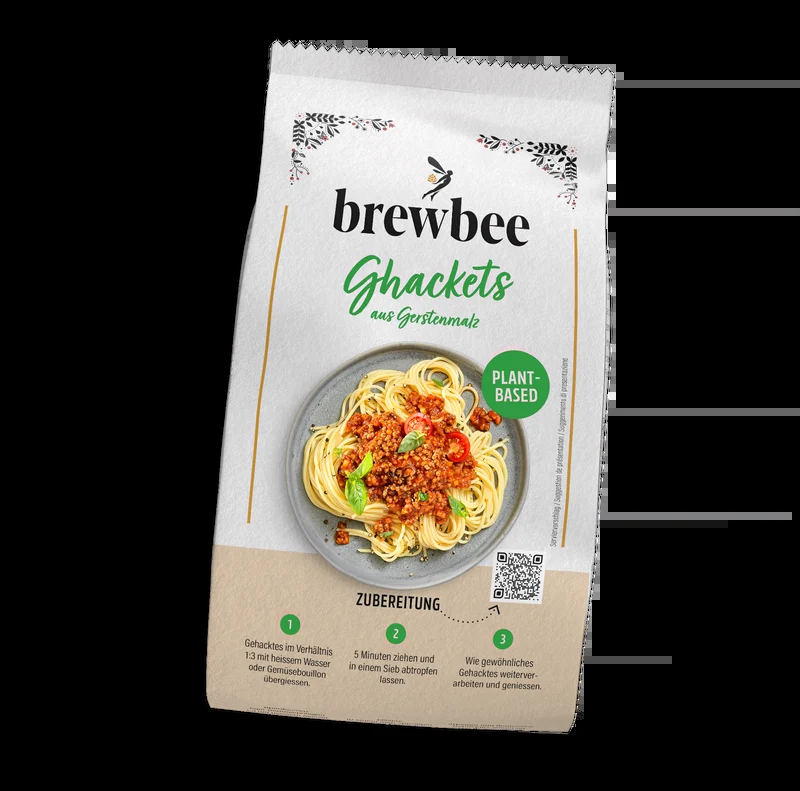 brewbee
Ghackets
aus Gerstenmalz
PLANT-
BASED
Serviervorschlag / Suggestion de présentation / Suggerimento di presentazione
ZUBEREITUNG
1
Gehacktes im Verhältnis
1:3 mit heissem Wasser
oder Gemüsebouillon
übergiessen.
2
5 Minuten ziehen und
in einem Sieb abtropfen
lassen.
3
Wie gewöhnliches
Gehacktes weiterver-
arbeiten und geniessen.